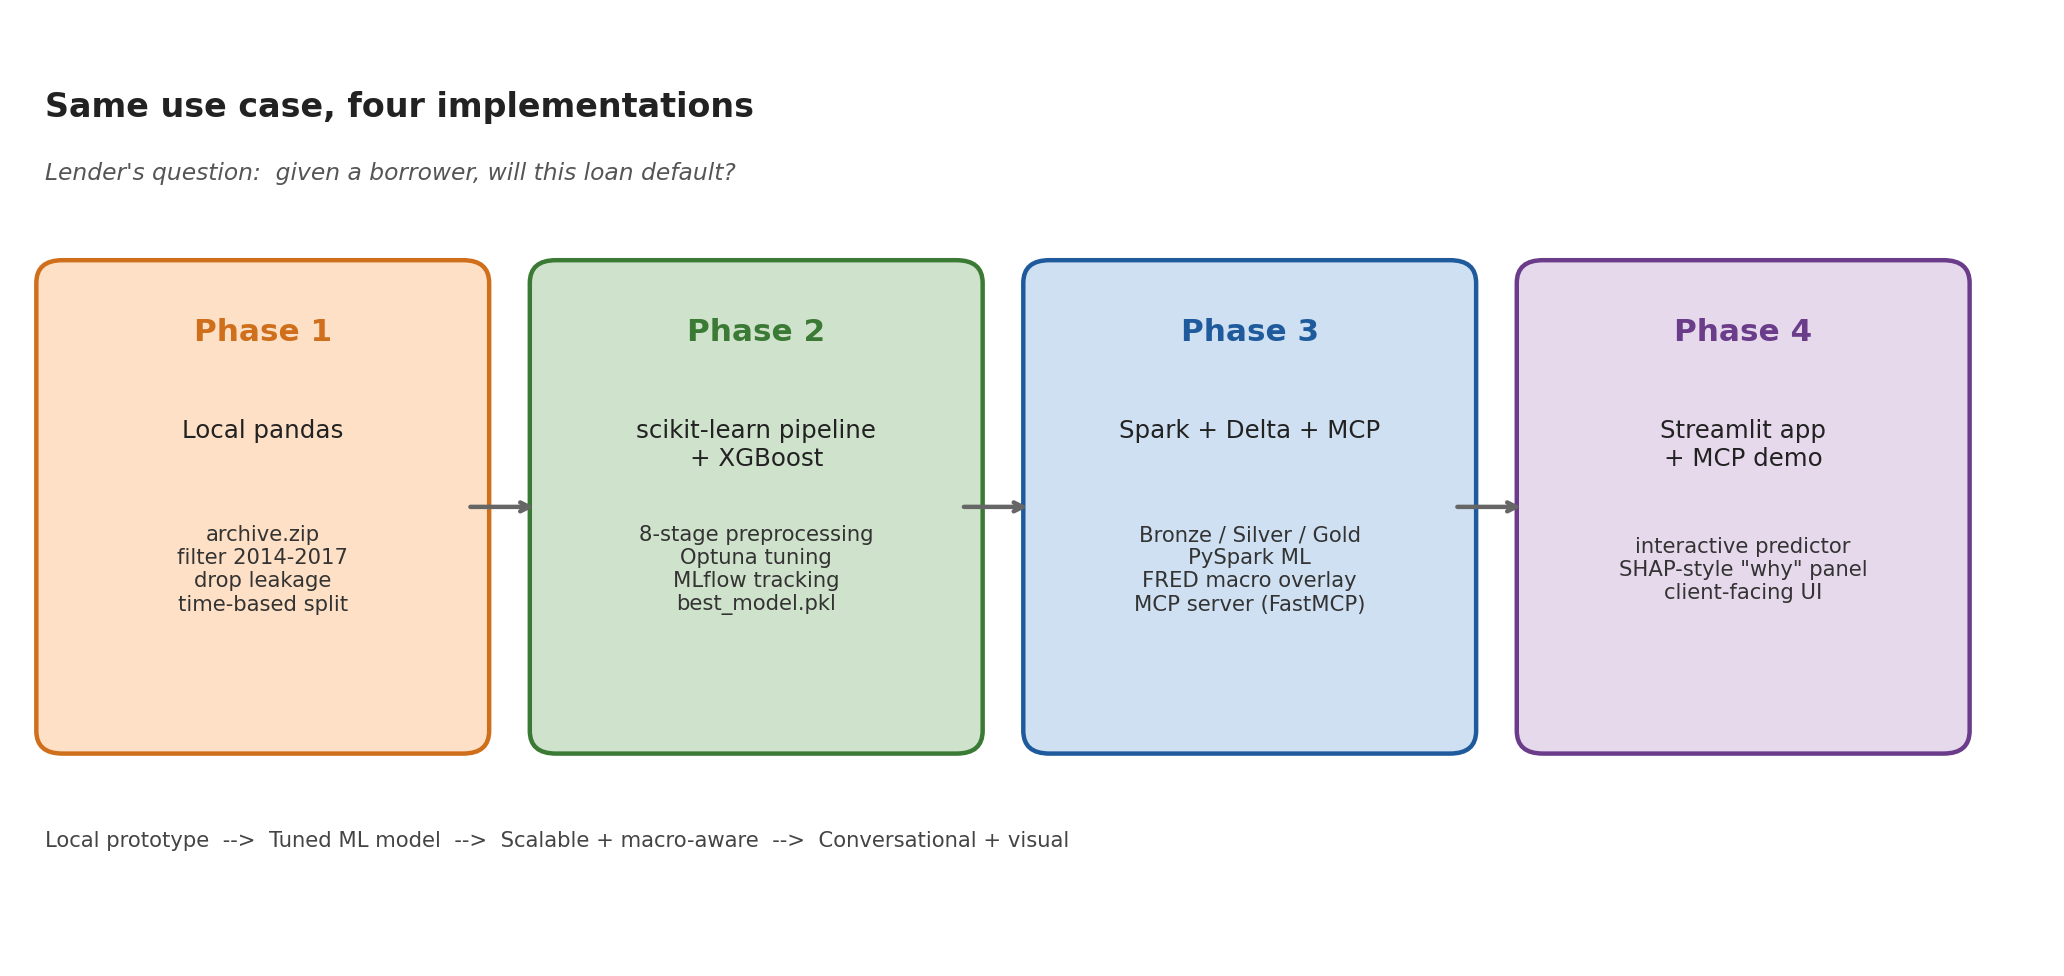 Same use case, four implementations
Lender's question:  given a borrower, will this loan default?
Phase 1
Local pandas
archive.zip
filter 2014-2017
drop leakage
time-based split
Phase 2
scikit-learn pipeline
+ XGBoost
8-stage preprocessing
Optuna tuning
MLflow tracking
best_model.pkl
Phase 3
Spark + Delta + MCP
Bronze / Silver / Gold
PySpark ML
FRED macro overlay
MCP server (FastMCP)
Phase 4
Streamlit app
+ MCP demo
interactive predictor
SHAP-style "why" panel
client-facing UI
Local prototype  -->  Tuned ML model  -->  Scalable + macro-aware  -->  Conversational + visual